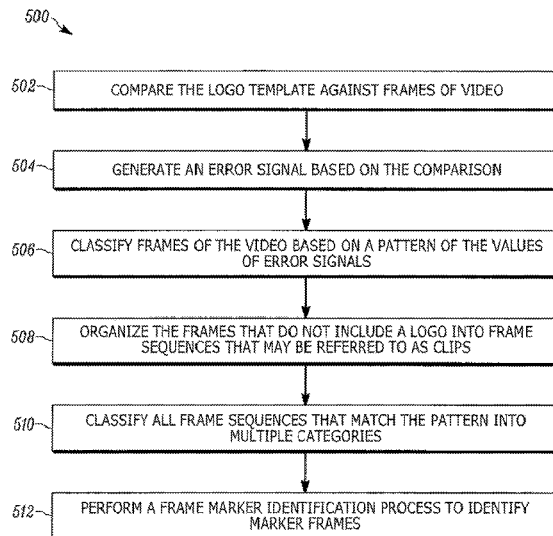 500
502
COMPARE THE LOGO TEMPLATE AGAINST FRAMES OF VIDEO
504
GENERATE AN ERROR SIGNAL BASED ON THE COMPARISON
506
CLASSIFY FRAMES OF THE VIDEO BASED ON A PATTERN OF THE VALUES
OF ERROR SIGNALS
508
ORGANIZE THE FRAMES THAT DO NOT INCLUDE A LOGO INTO FRAME
SEQUENCES THAT MAY BE REFERRED TO AS CLIPS
510
CLASSIFY ALL FRAME SEQUENCES THAT MATCH THE PATTERN INTO
MULTIPLE CATEGORIES
512
PERFORM A FRAME MARKER IDENTIFICATION PROCESS TO IDENTIFY
MARKER FRAMES